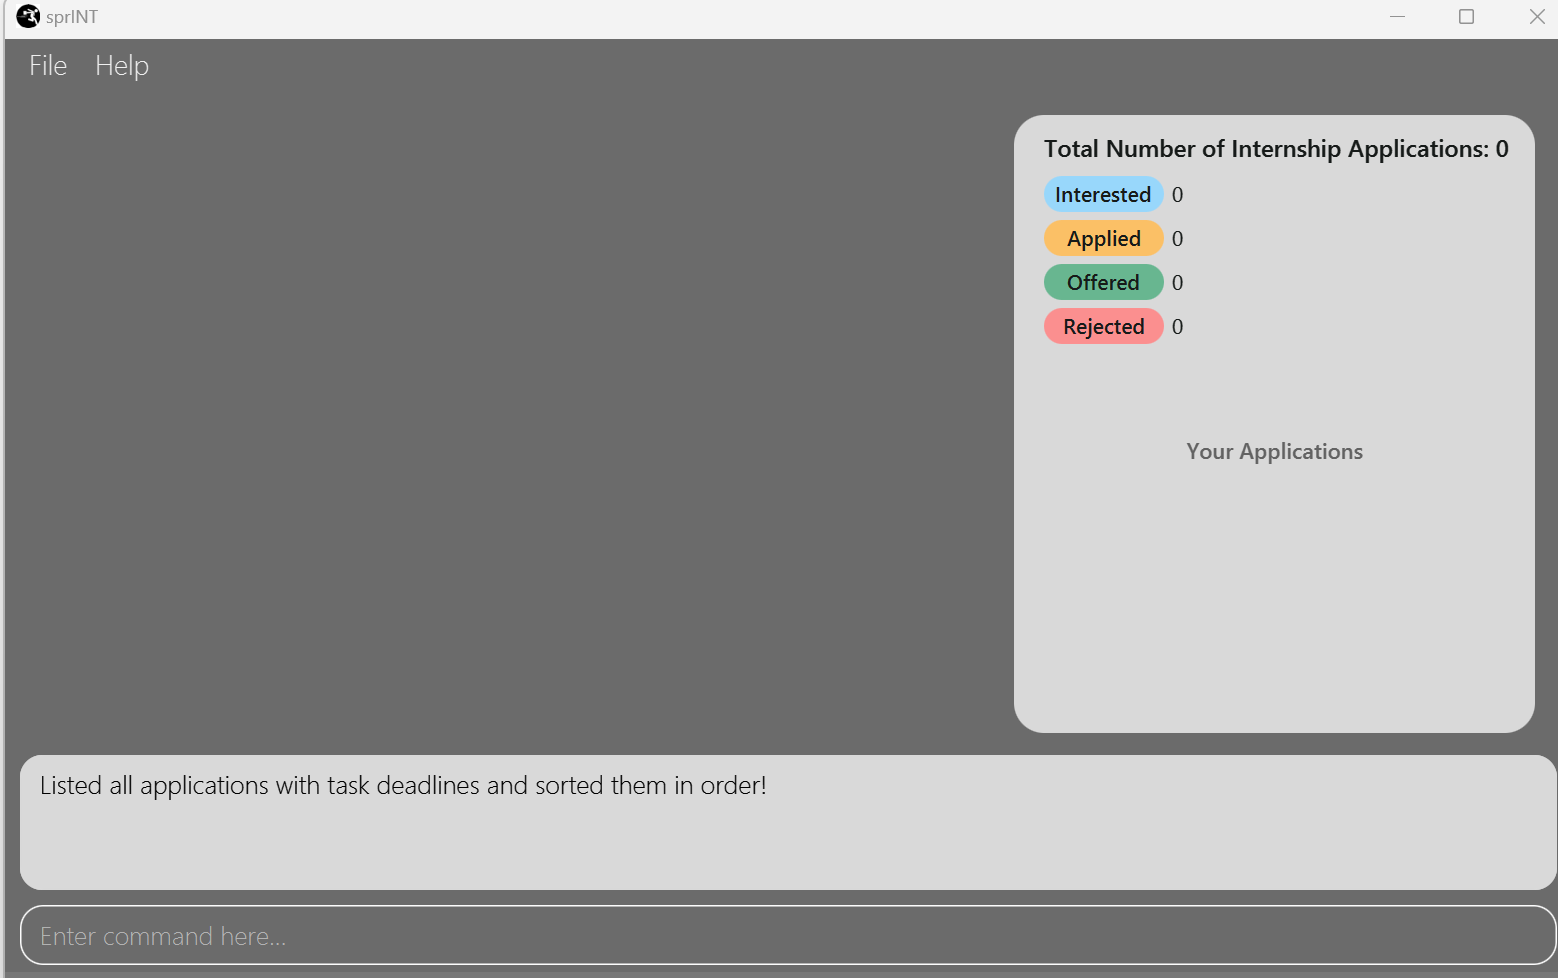 sprINT
File Help
Total Number of Internship Applications: 0
Interested 0
Applied 0
Offered 0
Rejected 0
Your Applications
Listed all applications with task deadlines and sorted them in order!
Enter command here...